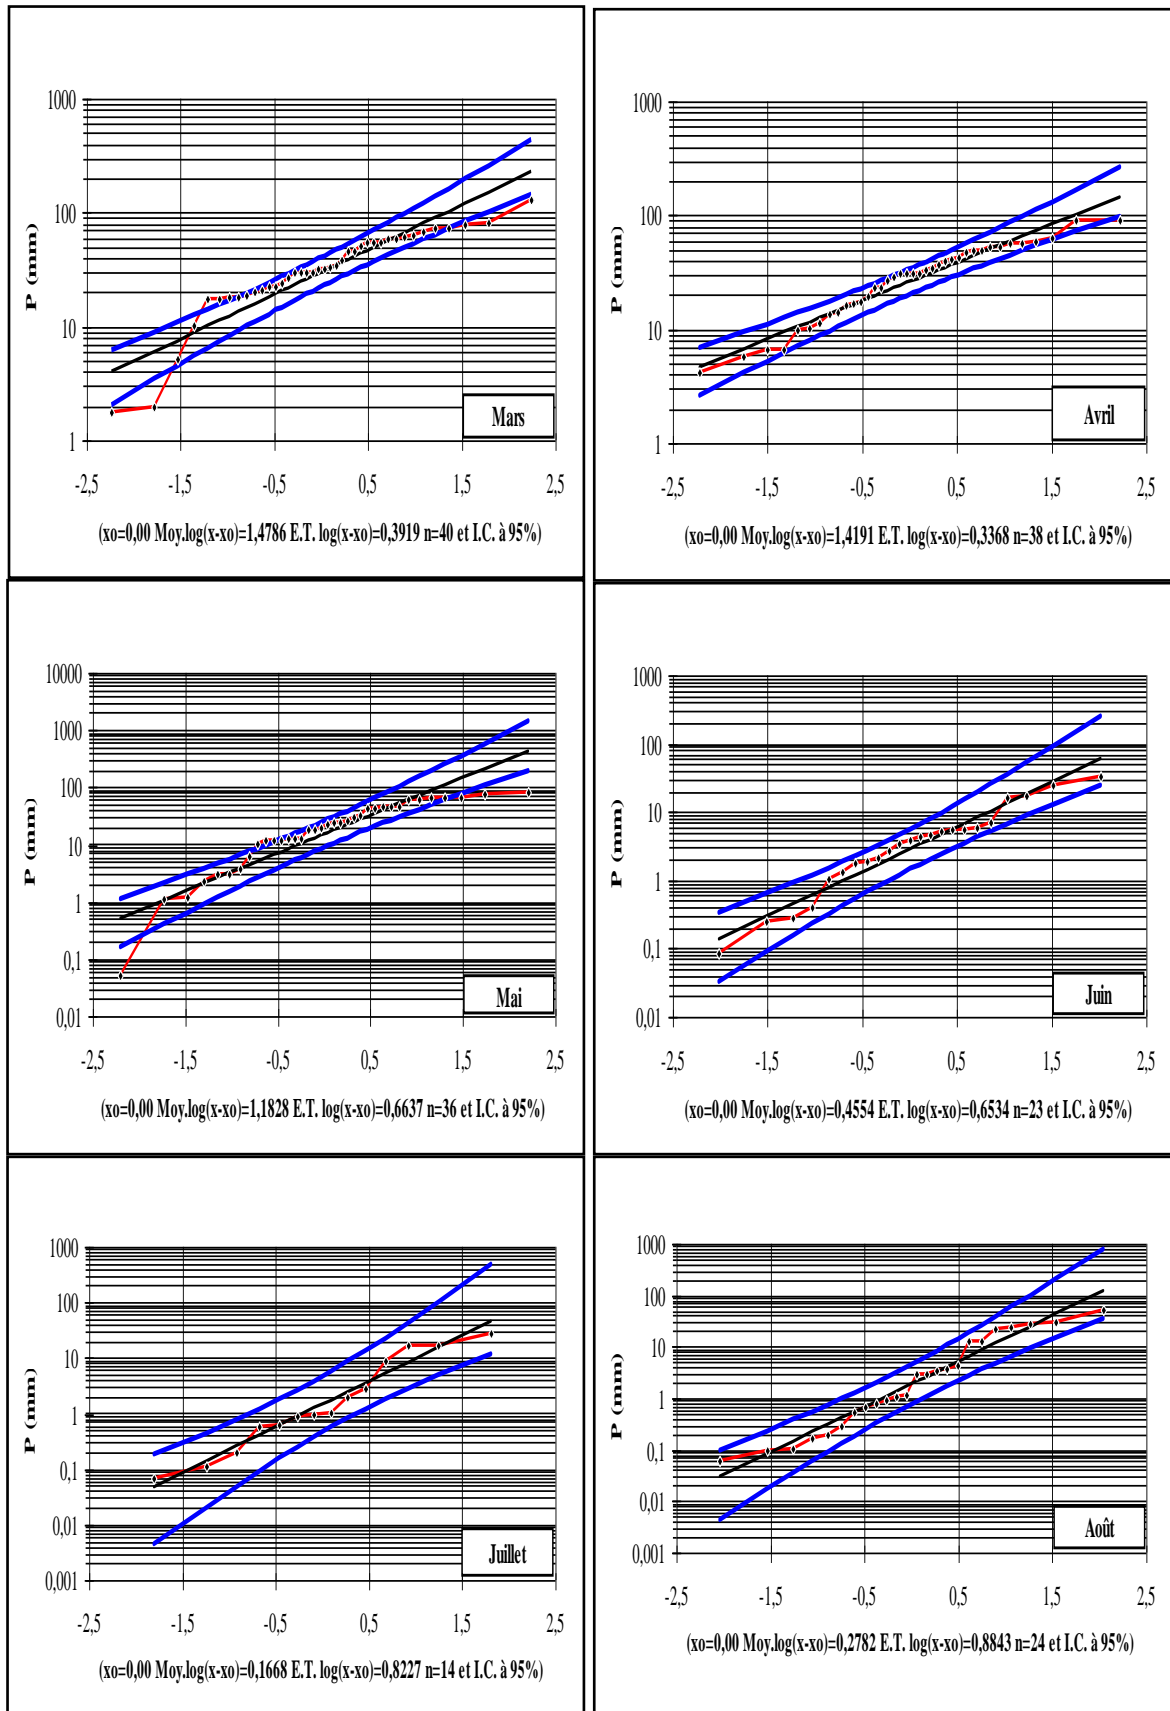 1000
100
10
1
P (mm)
Mars
-2,5 -1,5 -0,5 0,5 1,5 2,5
(xo=0,00 Moy.log(x-xo)=1,4786 E.T. log(x-xo)=0,3919 n=40 et I.C. à 95%)
1000
100
10
1
P (mm)
Avril
-2,5 -1,5 -0,5 0,5 1,5 2,5
(xo=0,00 Moy.log(x-xo)=1,4191 E.T. log(x-xo)=0,3368 n=38 et I.C. à 95%)
10000
1000
100
10
1
0,1
0,01
P (mm)
Mai
-2,5 -1,5 -0,5 0,5 1,5 2,5
(xo=0,00 Moy.log(x-xo)=1,1828 E.T. log(x-xo)=0,6637 n=36 et I.C. à 95%)
1000
100
10
1
0,1
0,01
P (mm)
Juin
-2,5 -1,5 -0,5 0,5 1,5 2,5
(xo=0,00 Moy.log(x-xo)=0,4554 E.T. log(x-xo)=0,6534 n=23 et I.C. à 95%)
1000
100
10
1
0,1
0,01
0,001
P (mm)
Juillet
-2,5 -1,5 -0,5 0,5 1,5 2,5
(xo=0,00 Moy.log(x-xo)=0,1668 E.T. log(x-xo)=0,8227 n=14 et I.C. à 95%)
1000
100
10
1
0,1
0,01
0,001
P (mm)
Août
-2,5 -1,5 -0,5 0,5 1,5 2,5
(xo=0,00 Moy.log(x-xo)=0,2782 E.T. log(x-xo)=0,8843 n=24 et I.C. à 95%)